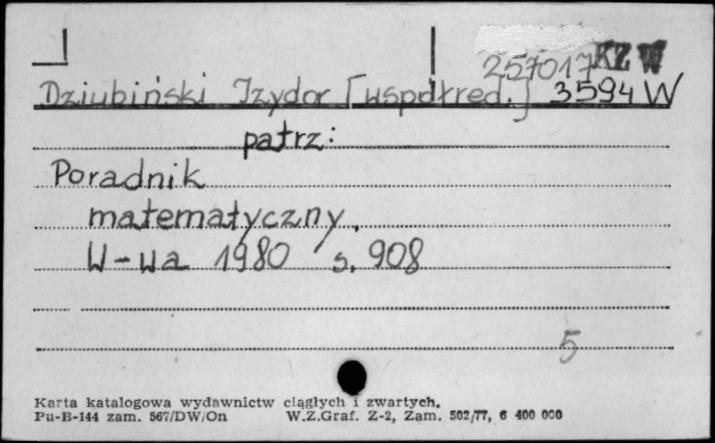 257017 KZ W
Dziubiński Izydor [współred.] 3594 W
patrz:
Poradnik
matematyczny.
W-wa 1980 s. 908
5
Karta katalogowa wydawnictw ciągłych i zwartych.
Pu-B-144 zam. 567/DW/On W.Z.Graf. Z-2, Zam. 502/77, 6 400 000